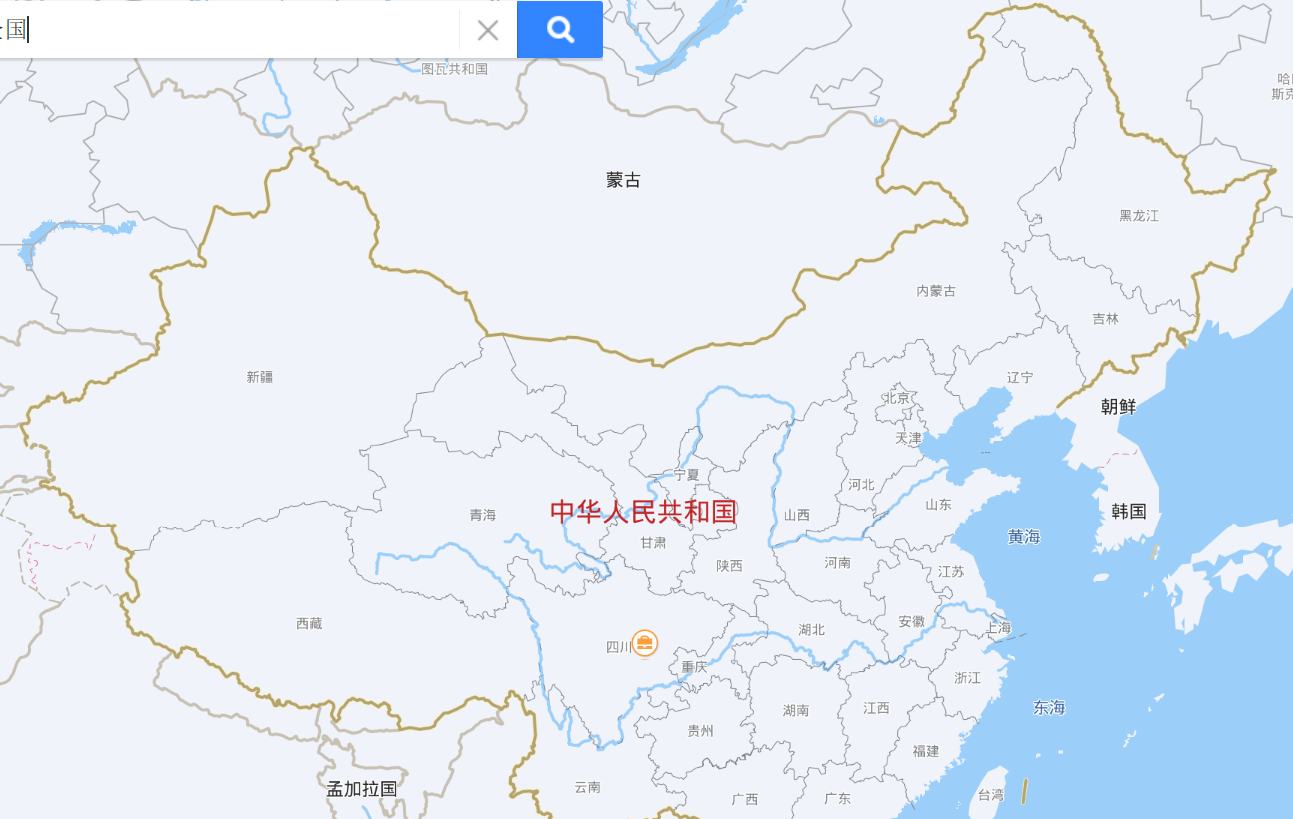 国
图瓦共和国
哈
斯克
蒙古
黑龙江
内蒙古
吉林
新疆
辽宁
北京
朝鲜
天津
宁夏
河北
山东
青海
中华人民共和国
山西
韩国
黄海
甘肃
陕西
河南
江苏
西藏
湖北
安徽
上海
四川
重庆
浙江
东海
湖南
江西
贵州
福建
云南
孟加拉国
广西
广东
台湾